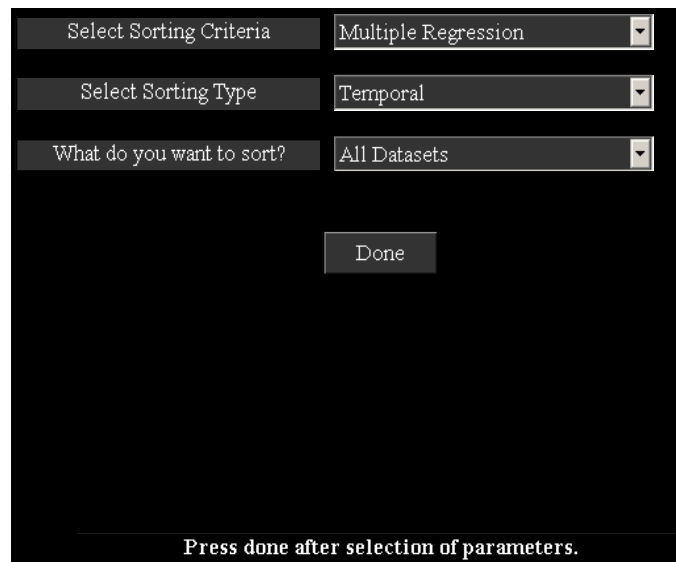 Select Sorting Criteria Multiple Regression
Select Sorting Type Temporal
What do you want to sort? All Datasets
Done
Press done after selection of parameters.